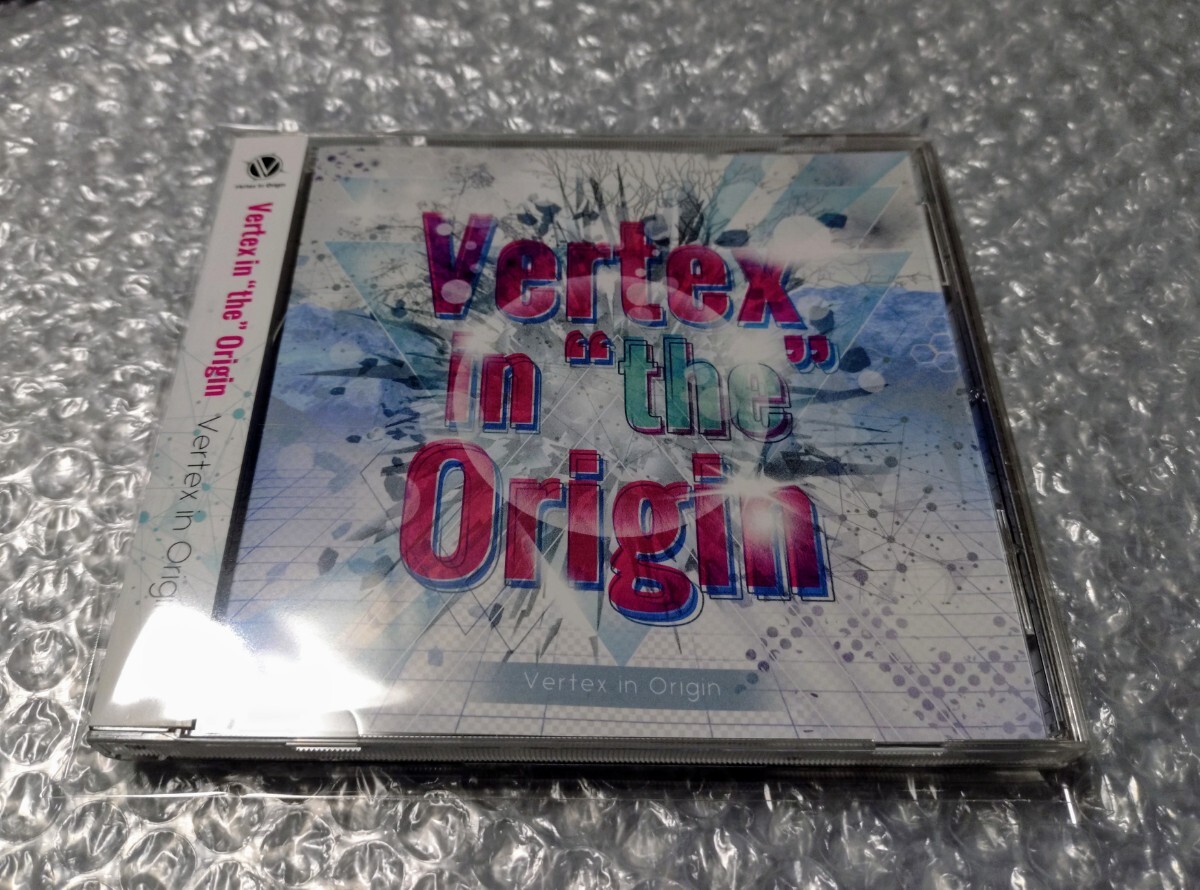 Vertex in Origin
Vertex in "the" Origin
Vertex in Origin
Vertex
in “the”
Origin
Vertex in Origin